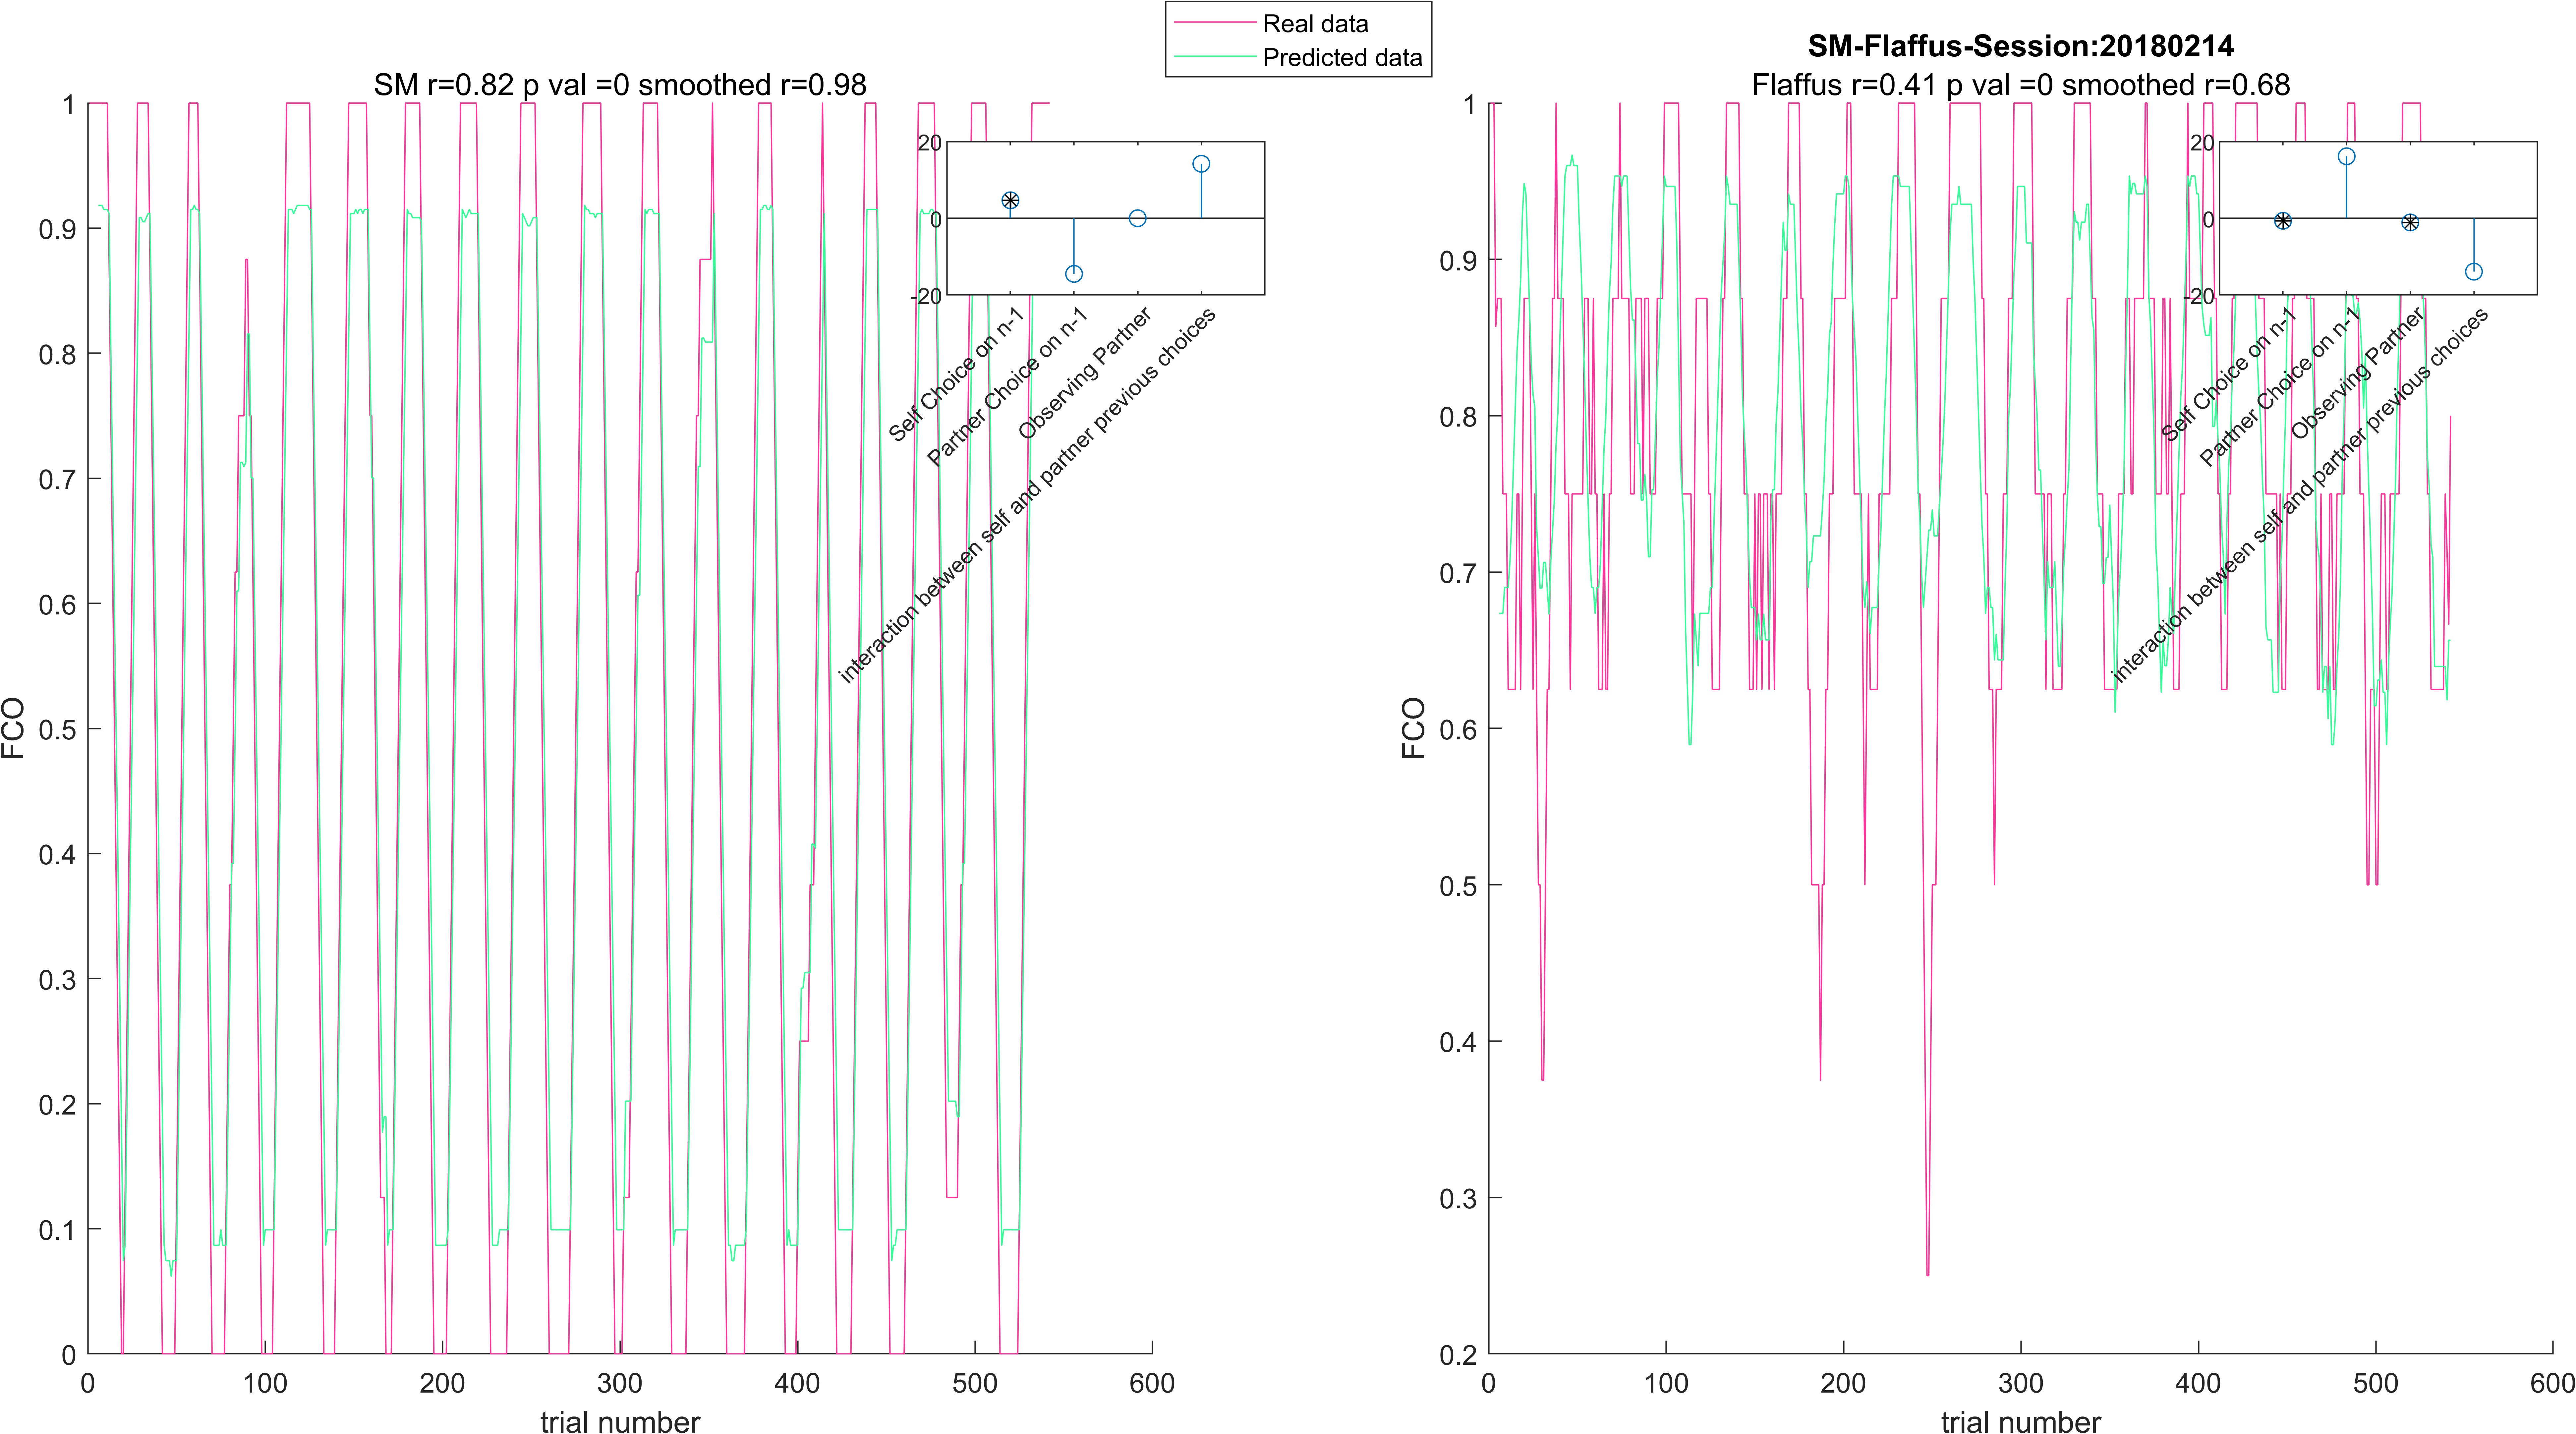 Real data
Predicted data
SM r=0.82 p val =0 smoothed r=0.98
1
0.9
0.8
0.7
0.6
0.5
0.4
0.3
0.2
0.1
0
FCO
0
100
200
300
400
500
600
trial number
20
0
-20
Self Choice on n-1
Partner Choice on n-1
Observing Partner
interaction between self and partner previous choices
SM-Flaffus-Session:20180214
Flaffus r=0.41 p val =0 smoothed r=0.68
1
0.9
0.8
0.7
0.6
0.5
0.4
0.3
0.2
FCO
0
100
200
300
400
500
600
trial number
20
0
-20
Self Choice on n-1
Partner Choice on n-1
Observing Partner
interaction between self and partner previous choices